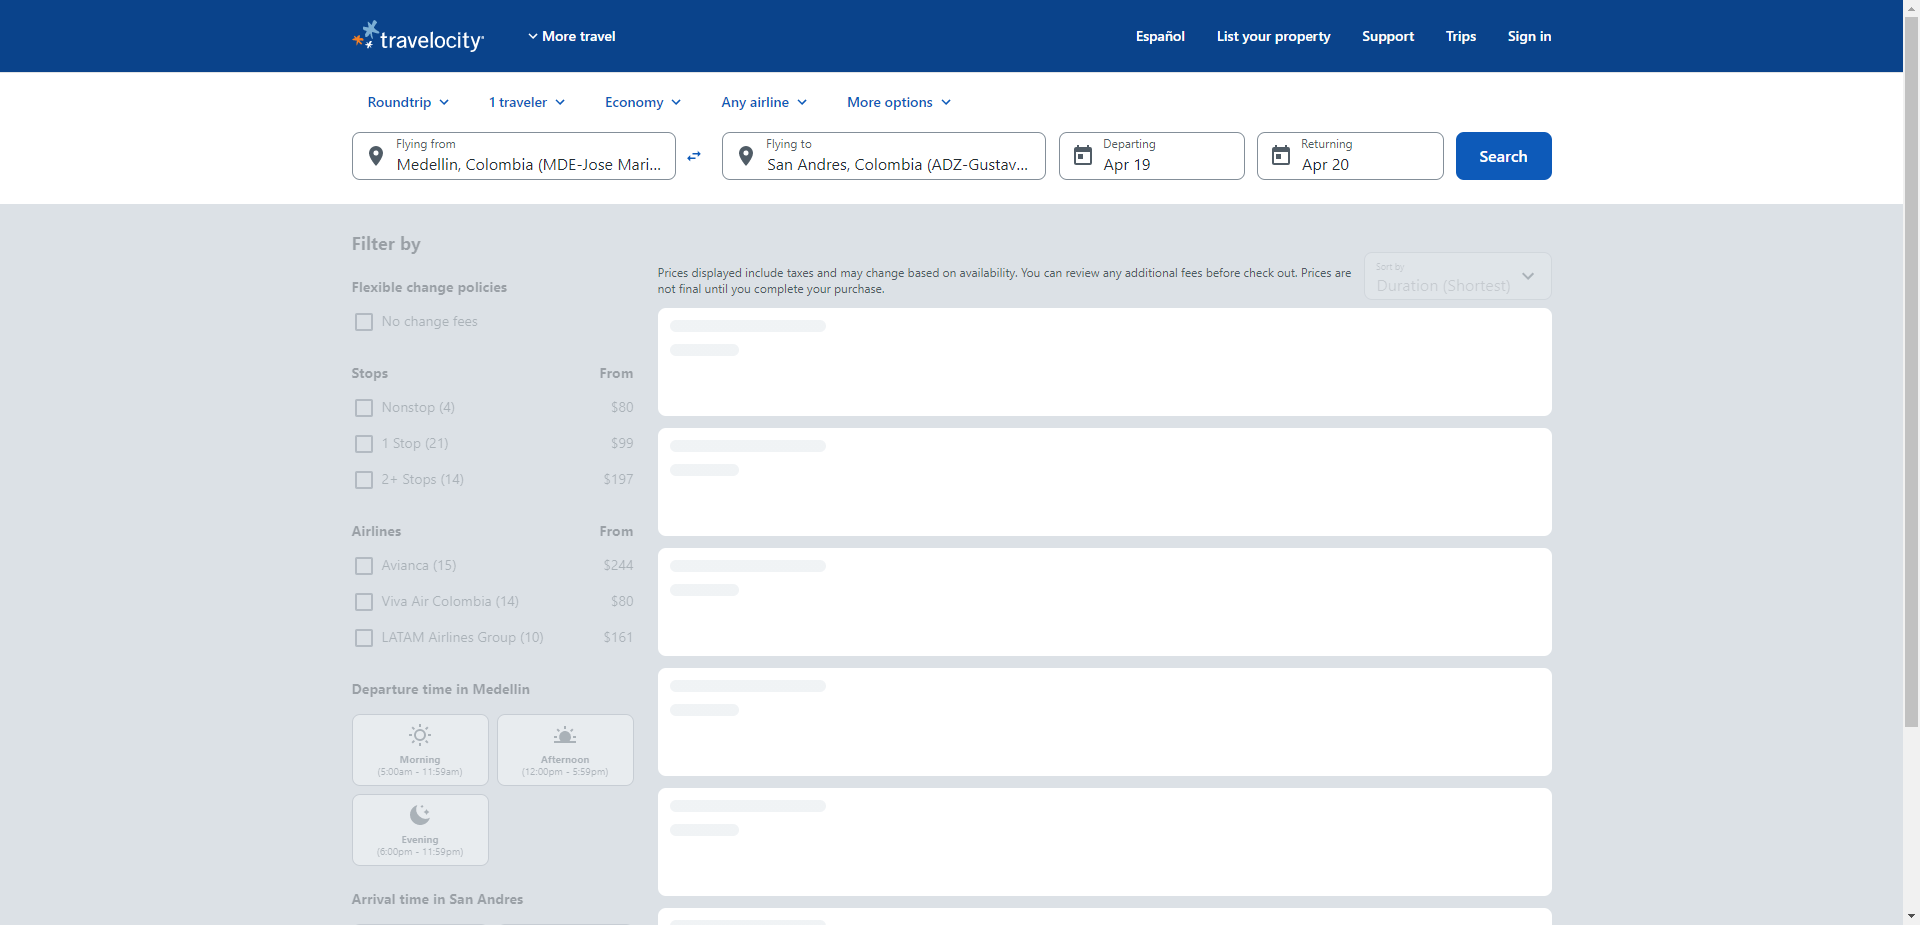 travelocity
More travel
Español
List your property
Support
Trips
Sign in
Roundtrip
1 traveler
Economy
Any airline
More options
Flying from
Medellin, Colombia (MDE-Jose Mari...
Flying to
San Andres, Colombia (ADZ-Gustav...
Departing
Apr 19
Returning
Apr 20
Search
Filter by
Flexible change policies
No change fees
Stops From
Nonstop (4) $80
1 Stop (21) $99
2+ Stops (14) $197
Airlines From
Avianca (15) $244
Viva Air Colombia (14) $80
LATAM Airlines Group (10) $161
Departure time in Medellin
Morning
(5:00am - 11:59am)
Afternoon
(12:00pm - 5:59pm)
Evening
(6:00pm - 11:59pm)
Arrival time in San Andres
Prices displayed include taxes and may change based on availability. You can review any additional fees before check out. Prices are
not final until you complete your purchase.
Sort by
Duration (Shortest)